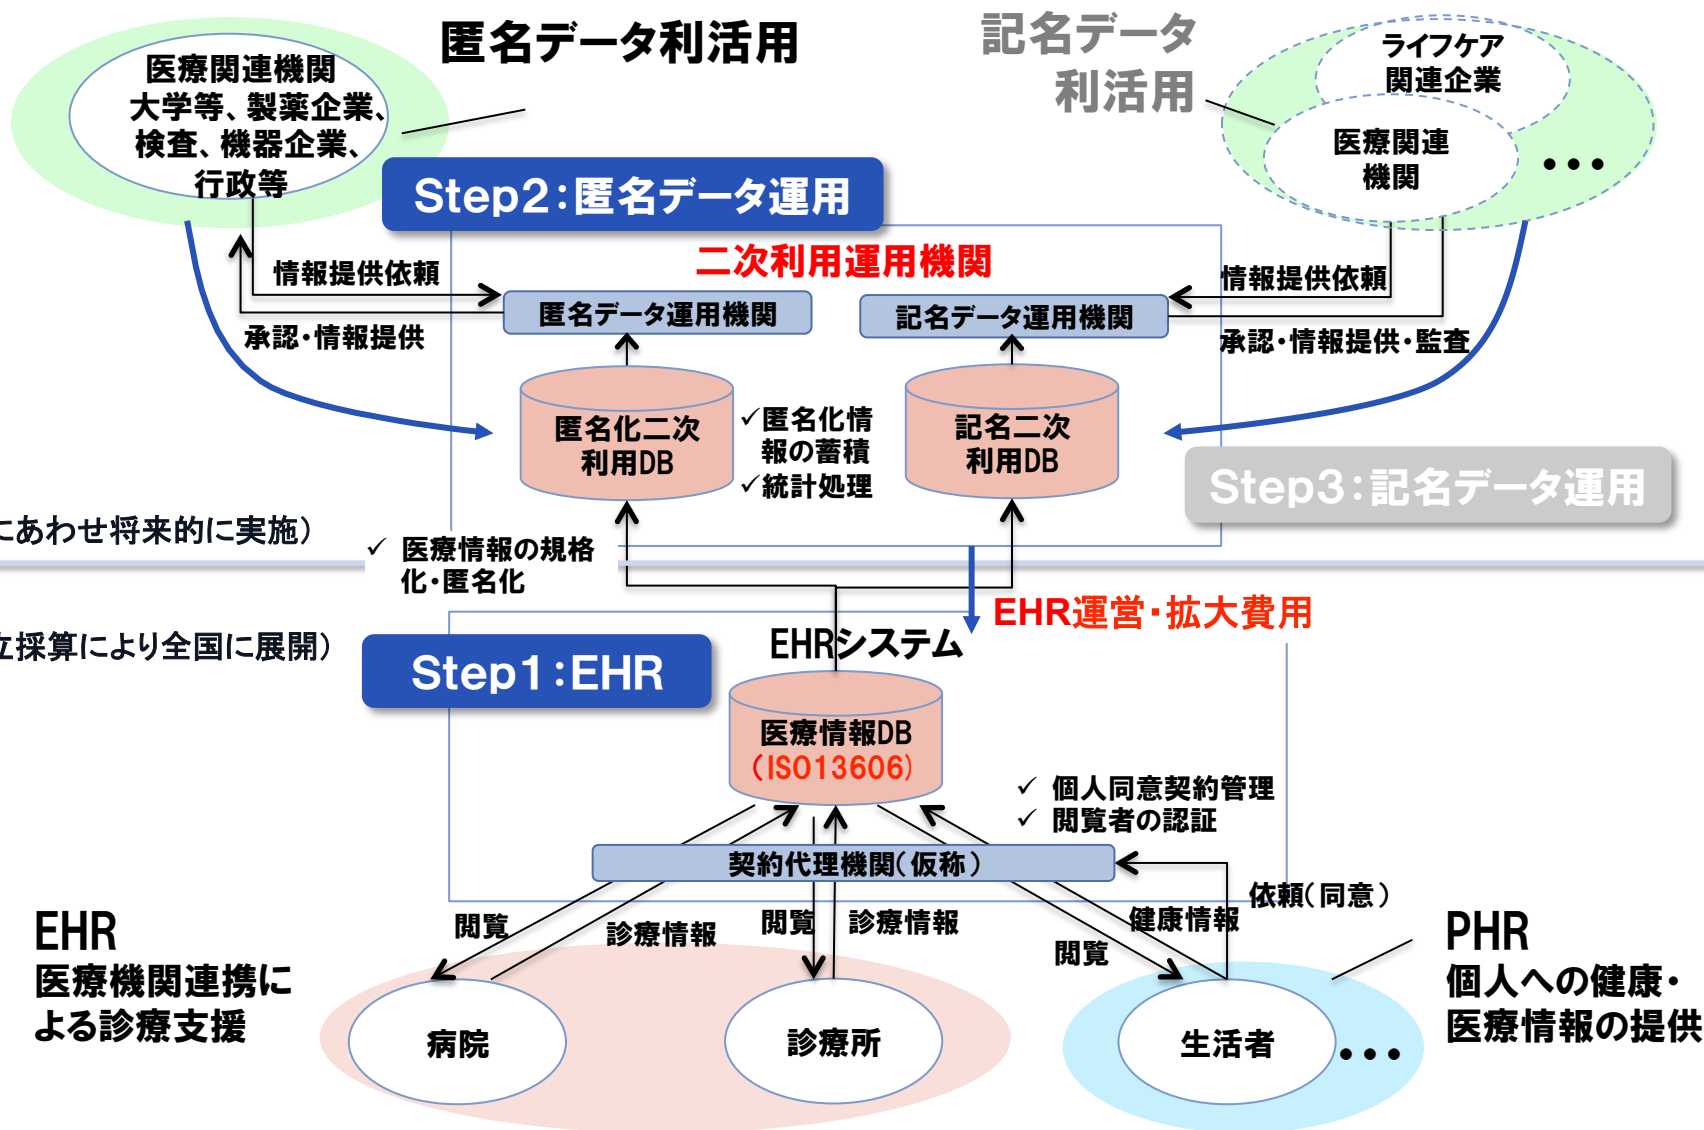 匿名データ利活用
記名データ
利活用
医療関連機関
大学等、製薬企業、
検査、機器企業、
行政等
ライフケア
関連企業
医療関連
機関
•••
Step2：匿名データ運用
二次利用運用機関
情報提供依頼
匿名データ運用機関
承認・情報提供
記名データ運用機関
情報提供依頼
承認・情報提供・監査
匿名化二次
利用DB
✓匿名化情
報の蓄積
✓統計処理
記名二次
利用DB
Step3：記名データ運用
にあわせ将来的に実施）
✓ 医療情報の規格
化・匿名化
EHR運営・拡大費用
立採算により全国に展開）
Step1：EHR
EHRシステム
医療情報DB
（ISO13606）
✓ 個人同意契約管理
✓ 閲覧者の認証
契約代理機関（仮称）
依頼（同意）
閲覧
診療情報
閲覧
診療情報
健康情報
閲覧
EHR
医療機関連携に
よる診療支援
病院
診療所
生活者
•••
PHR
個人への健康・
医療情報の提供